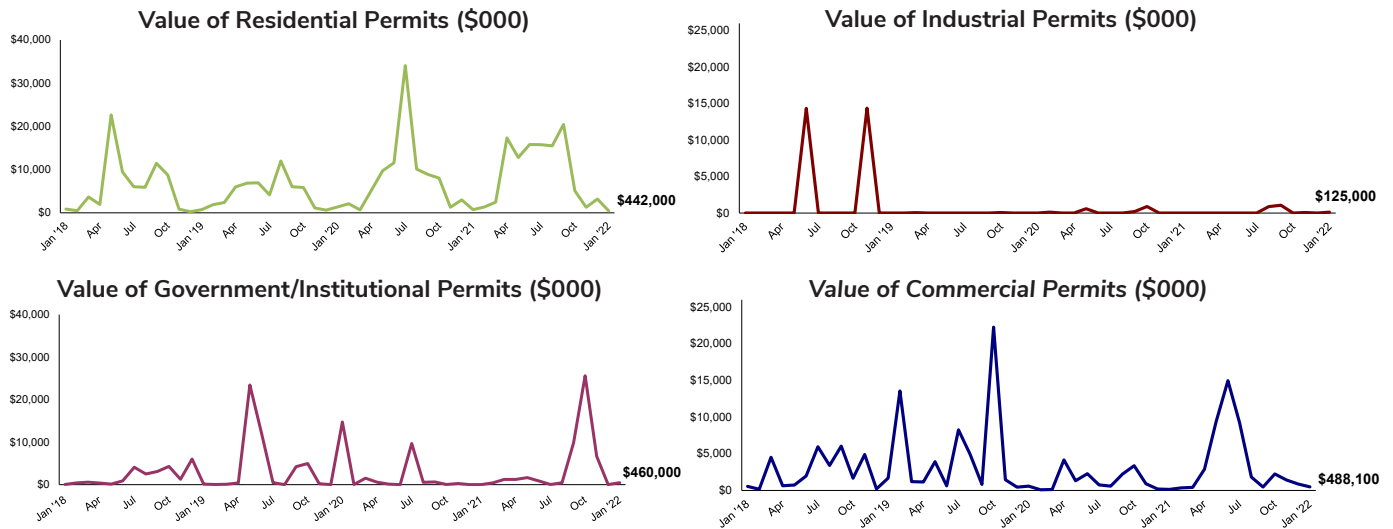 Value of Residential Permits ($000)
$40,000
$30,000
$20,000
$10,000
$0
$442,000
Jan '18
Apr
Jul
Oct
Jan '19
Apr
Jul
Oct
Jan '20
Apr
Jul
Oct
Jan '21
Apr
Jul
Oct
Jan '22
Value of Industrial Permits ($000)
$25,000
$20,000
$15,000
$10,000
$5,000
$0
$125,000
Jan '18
Apr
Jul
Oct
Jan '19
Apr
Jul
Oct
Jan '20
Apr
Jul
Oct
Jan '21
Apr
Jul
Oct
Jan '22
Value of Government/Institutional Permits ($000)
$40,000
$30,000
$20,000
$10,000
$0
$460,000
Jan '18
Apr
Jul
Oct
Jan '19
Apr
Jul
Oct
Jan '20
Apr
Jul
Oct
Jan '21
Apr
Jul
Oct
Jan '22
Value of Commercial Permits ($000)
$25,000
$20,000
$15,000
$10,000
$5,000
$0
$488,100
Jan '18
Apr
Jul
Oct
Jan '19
Apr
Jul
Oct
Jan '20
Apr
Jul
Oct
Jan '21
Apr
Jul
Oct
Jan '22